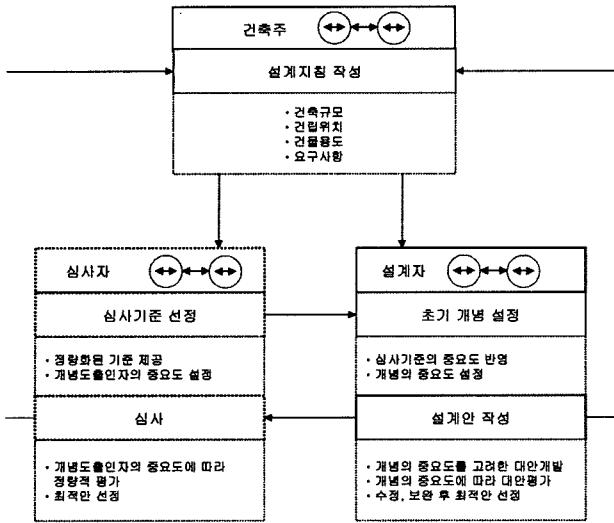 건축주
설계지침 작성
• 건축규모
• 건립위치
• 건물용도
• 요구사항
심사자
심사기준 선정
• 정량화된 기준 제공
• 개념도출인자의 중요도 설정
심사
• 개념도출인자의 중요도에 따라
정량적 평가
• 최적안 선정
설계자
초기 개념 설정
• 심사기준의 중요도 반영
• 개념의 중요도 설정
설계안 작성
• 개념의 중요도를 고려한 대안개발
• 개념의 중요도에 따라 대안평가
• 수정, 보완 후 최적안 선정